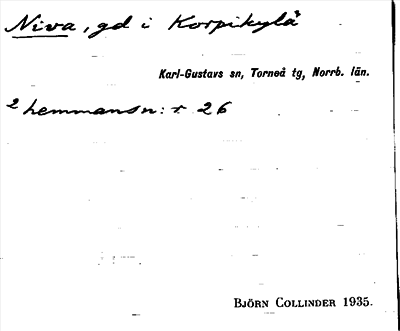 Niva, gd i Korpikylä
Karl-Gustavs sn, Torneå tg, Norrb. län.
2 hemmansn: r 26
BJÖRN COLLINDER 1935.